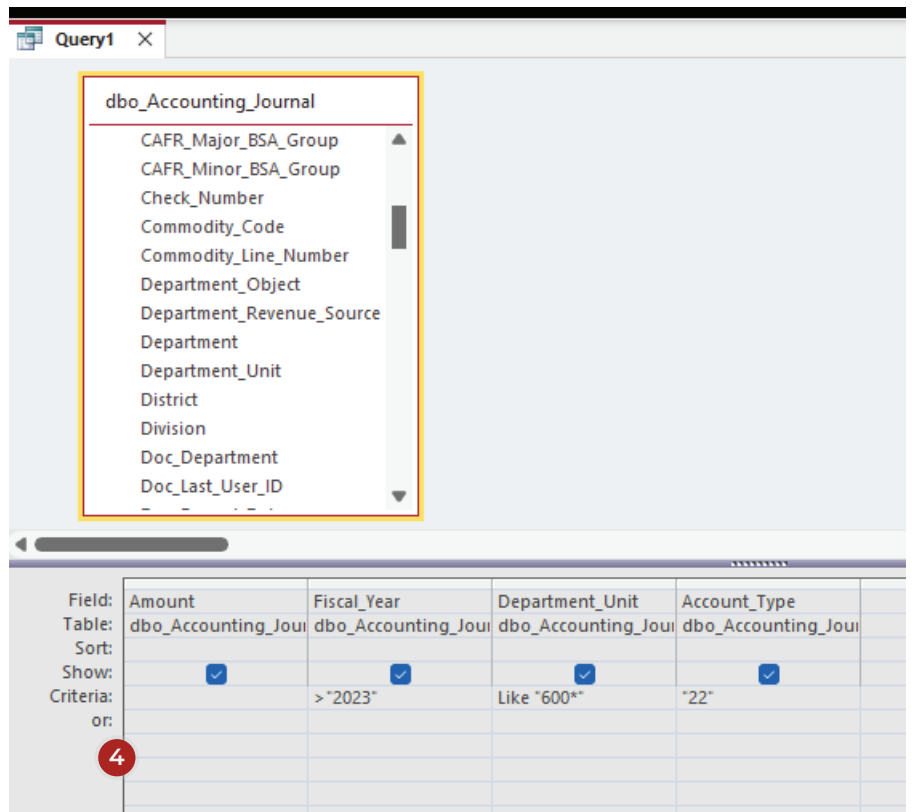 Query1
dbo_Accounting_Journal
CAFR_Major_BSA_Group
CAFR_Minor_BSA_Group
Check_Number
Commodity_Code
Commodity_Line_Number
Department_Object
Department_Revenue_Source
Department
Department_Unit
District
Division
Doc_Department
Doc_Last_User_ID
Field: Amount Fiscal_Year Department_Unit Account_Type
Table: dbo_Accounting_Jour dbo_Accounting_Jour dbo_Accounting_Jour dbo_Accounting_Jour
Sort:
Show:
Criteria: >"2023" Like "600*" "22"
or:
4